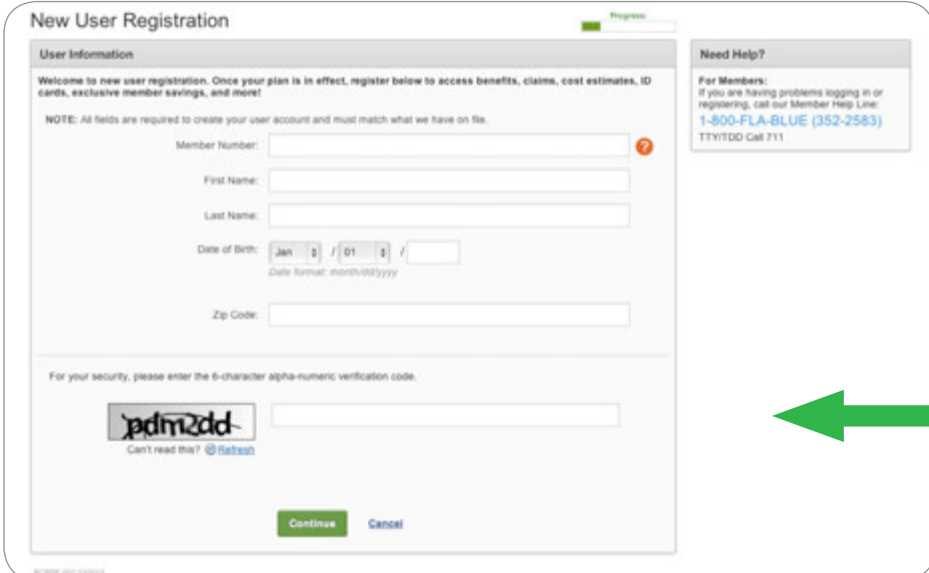 New User Registration
Progress:
User Information
Welcome to new user registration. Once your plan is in effect, register below to access benefits, claims, cost estimates, ID
cards, exclusive member savings, and more!
NOTE: All fields are required to create your user account and must match what we have on file.
Member Number:
?
First Name:
Last Name:
Date of Birth: Jan / 01 /
Date format: month/dd/yyyy
Zip Code:
For your security, please enter the 6-character alpha-numeric verification code.
pdm2dd
Can't read this? Refresh
Continue Cancel
Need Help?
For Members:
If you are having problems logging in or
registering, call our Member Help Line:
1-800-FLA-BLUE (352-2583)
TTY/TDD Call 711